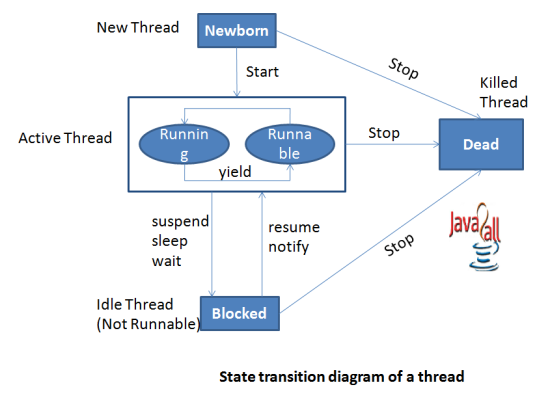 New Thread
Newborn
Start
Stop
Killed
Thread
Active Thread
Runnin
g
Runna
ble
yield
Stop
Dead
suspend
sleep
wait
resume
notify
Stop
Java2all
Idle Thread
(Not Runnable)
Blocked
State transition diagram of a thread